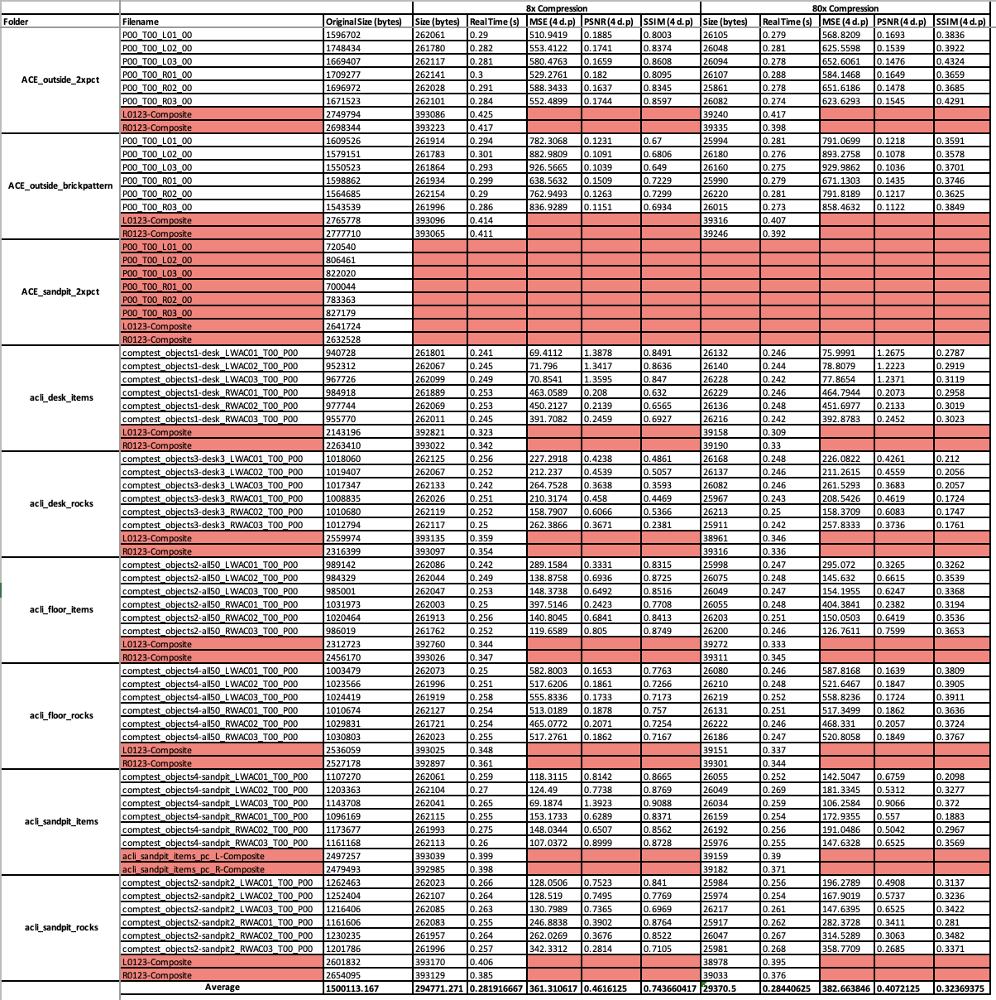 8x Compression 80x Compression
Folder Filename Original Size (bytes) Size (bytes) Real Time (s) MSE (4 d.p) PSNR (4 d.p) SSIM (4 d.p) Size (bytes) Real Time (s) MSE (4 d.p) PSNR (4 d.p) SSIM (4 d.p)
ACE_outside_2xpct
P00_T00_L01_00 1596702 262061 0.29 510.9419 0.1885 0.8003 26105 0.279 568.8209 0.1693 0.3836
P00_T00_L02_00 1748434 261780 0.282 553.4122 0.1741 0.8374 26048 0.281 625.5598 0.1539 0.3922
P00_T00_L03_00 1669407 262117 0.281 580.4763 0.1659 0.8608 26094 0.278 652.6061 0.1476 0.4324
P00_T00_R01_00 1709277 262141 0.3 529.2761 0.182 0.8095 26107 0.288 584.1468 0.1649 0.3659
P00_T00_R02_00 1696972 262028 0.291 588.3433 0.1637 0.8345 25861 0.278 651.6186 0.1478 0.3685
P00_T00_R03_00 1671523 262101 0.284 552.4899 0.1744 0.8597 26082 0.274 623.6293 0.1545 0.4291
L0123-Composite 2749794 393086 0.425 39240 0.417
R0123-Composite 2698344 393223 0.417 39335 0.398
ACE_outside_brickpattern
P00_T00_L01_00 1609526 261914 0.294 782.3068 0.1231 0.67 25994 0.281 791.0699 0.1218 0.3591
P00_T00_L02_00 1579151 261783 0.301 882.9809 0.1091 0.6806 26180 0.276 893.2758 0.1078 0.3578
P00_T00_L03_00 1550523 261864 0.293 926.5665 0.1039 0.649 26160 0.275 929.9862 0.1036 0.3701
P00_T00_R01_00 1598862 261934 0.299 638.5632 0.1509 0.7229 25990 0.279 671.1303 0.1435 0.3746
P00_T00_R02_00 1564685 262154 0.29 762.9493 0.1263 0.7299 26220 0.281 791.8189 0.1217 0.3625
P00_T00_R03_00 1543539 261996 0.286 836.9289 0.1151 0.6934 26015 0.273 858.4632 0.1122 0.3849
L0123-Composite 2765778 393096 0.414 39316 0.407
R0123-Composite 2777710 393065 0.411 39246 0.392
ACE_sandpit_2xpct
P00_T00_L01_00 720540
P00_T00_L02_00 806461
P00_T00_L03_00 822020
P00_T00_R01_00 700044
P00_T00_R02_00 783363
P00_T00_R03_00 827179
L0123-Composite 2641724
R0123-Composite 2632528
acli_desk_items
comptest_objects1-desk_LWAC01_T00_P00 940728 261801 0.241 69.4112 1.3878 0.8491 26132 0.246 75.9991 1.2675 0.2787
comptest_objects1-desk_LWAC02_T00_P00 952312 262067 0.245 71.796 1.3417 0.8636 26140 0.244 78.8079 1.2223 0.2919
comptest_objects1-desk_LWAC03_T00_P00 967726 262099 0.249 70.8541 1.3595 0.847 26228 0.242 77.8654 1.2371 0.3119
comptest_objects1-desk_RWAC01_T00_P00 984918 261889 0.253 463.0589 0.208 0.632 26229 0.246 464.7944 0.2073 0.2958
comptest_objects1-desk_RWAC02_T00_P00 977744 262069 0.253 450.2127 0.2139 0.6565 26136 0.248 451.6977 0.2133 0.3019
comptest_objects1-desk_RWAC03_T00_P00 955770 262011 0.245 391.7082 0.2459 0.6927 26216 0.242 392.8783 0.2452 0.3023
L0123-Composite 2143196 392821 0.323 39158 0.309
R0123-Composite 2263410 393022 0.342 39190 0.33
acli_desk_rocks
comptest_objects3-desk3_LWAC01_T00_P00 1018060 262125 0.256 227.2918 0.4238 0.4861 26168 0.248 226.0822 0.4261 0.212
comptest_objects3-desk3_LWAC02_T00_P00 1019407 262067 0.252 212.237 0.4539 0.5057 26137 0.246 211.2615 0.4559 0.2056
comptest_objects3-desk3_LWAC03_T00_P00 1017347 262133 0.242 264.7528 0.3638 0.3593 26082 0.246 261.5293 0.3683 0.2057
comptest_objects3-desk3_RWAC01_T00_P00 1008835 262026 0.251 210.3174 0.458 0.4469 25967 0.243 208.5426 0.4619 0.1724
comptest_objects3-desk3_RWAC02_T00_P00 1010680 262119 0.252 158.7907 0.6066 0.5366 26213 0.25 158.3709 0.6083 0.1747
comptest_objects3-desk3_RWAC03_T00_P00 1012794 262117 0.25 262.3866 0.3671 0.2381 25911 0.242 257.8333 0.3736 0.1761
L0123-Composite 2559974 393135 0.359 38961 0.346
R0123-Composite 2316399 393097 0.354 39316 0.336
acli_floor_items
comptest_objects2-all50_LWAC01_T00_P00 989142 262086 0.242 289.1584 0.3331 0.8315 25998 0.247 295.072 0.3265 0.3262
comptest_objects2-all50_LWAC02_T00_P00 984329 262044 0.249 138.8758 0.6936 0.8725 26075 0.248 145.632 0.6615 0.3539
comptest_objects2-all50_LWAC03_T00_P00 985001 262047 0.253 148.3738 0.6492 0.8516 26049 0.247 154.1955 0.6247 0.3368
comptest_objects2-all50_RWAC01_T00_P00 1031973 262003 0.25 397.5146 0.2423 0.7708 26055 0.248 404.3841 0.2382 0.3194
comptest_objects2-all50_RWAC02_T00_P00 1020464 261913 0.256 140.8045 0.6841 0.8413 26203 0.251 150.0503 0.6419 0.3536
comptest_objects2-all50_RWAC03_T00_P00 986019 261762 0.252 119.6589 0.805 0.8749 26200 0.246 126.7611 0.7599 0.3653
L0123-Composite 2312723 392760 0.344 39272 0.333
R0123-Composite 2456170 393026 0.347 39311 0.345
acli_floor_rocks
comptest_objects4-all50_LWAC01_T00_P00 1003479 262073 0.25 582.8003 0.1653 0.7763 26080 0.246 587.8168 0.1639 0.3809
comptest_objects4-all50_LWAC02_T00_P00 1023566 261996 0.251 517.6206 0.1861 0.7266 26210 0.248 521.6467 0.1847 0.3905
comptest_objects4-all50_LWAC03_T00_P00 1024419 261919 0.258 555.8336 0.1733 0.7173 26219 0.252 558.8236 0.1724 0.3911
comptest_objects4-all50_RWAC01_T00_P00 1010674 262127 0.254 513.0189 0.1878 0.757 26131 0.251 517.3499 0.1862 0.3636
comptest_objects4-all50_RWAC02_T00_P00 1029831 261721 0.254 465.0772 0.2071 0.7254 26222 0.246 468.331 0.2057 0.3724
comptest_objects4-all50_RWAC03_T00_P00 1030803 262023 0.255 517.2761 0.1862 0.7167 26186 0.247 520.8058 0.1849 0.3767
L0123-Composite 2536059 393025 0.348 39151 0.337
R0123-Composite 2527178 392897 0.361 39301 0.344
acli_sandpit_items
comptest_objects4-sandpit_LWAC01_T00_P00 1107270 262061 0.259 118.3115 0.8142 0.8665 26055 0.252 142.5047 0.6759 0.2098
comptest_objects4-sandpit_LWAC02_T00_P00 1203363 262104 0.27 124.49 0.7738 0.8769 26049 0.269 181.3345 0.5312 0.3277
comptest_objects4-sandpit_LWAC03_T00_P00 1143708 262041 0.265 69.1874 1.3923 0.9088 26034 0.259 106.2584 0.9066 0.372
comptest_objects4-sandpit_RWAC01_T00_P00 1096169 262115 0.255 153.1733 0.6289 0.8371 26159 0.254 172.9355 0.557 0.1883
comptest_objects4-sandpit_RWAC02_T00_P00 1173677 261993 0.275 148.0344 0.6507 0.8562 26192 0.256 191.0486 0.5042 0.2967
comptest_objects4-sandpit_RWAC03_T00_P00 1161168 262113 0.26 107.0372 0.8999 0.8728 25976 0.255 147.6328 0.6525 0.3569
acli_sandpit_items_pc_L-Composite 2497257 393039 0.399 39159 0.39
acli_sandpit_items_pc_R-Composite 2479493 392985 0.398 39182 0.371
acli_sandpit_rocks
comptest_objects2-sandpit2_LWAC01_T00_P00 1262463 262023 0.266 128.0506 0.7523 0.841 25984 0.256 196.2789 0.4908 0.3137
comptest_objects2-sandpit2_LWAC02_T00_P00 1252404 262107 0.264 128.519 0.7495 0.7769 25974 0.254 167.9019 0.5737 0.3236
comptest_objects2-sandpit2_LWAC03_T00_P00 1216406 262085 0.263 130.7989 0.7365 0.6969 26217 0.261 147.6395 0.6525 0.3422
comptest_objects2-sandpit2_RWAC01_T00_P00 1161606 262083 0.255 246.8838 0.3902 0.8764 25917 0.262 282.3728 0.3411 0.281
comptest_objects2-sandpit2_RWAC02_T00_P00 1230235 261957 0.264 262.0269 0.3676 0.8522 26047 0.267 314.5289 0.3063 0.3482
comptest_objects2-sandpit2_RWAC03_T00_P00 1201786 261996 0.257 342.3312 0.2814 0.7105 25981 0.268 358.7709 0.2685 0.3371
L0123-Composite 2601832 393170 0.406 38978 0.395
R0123-Composite 2654095 393129 0.385 39033 0.376
Average 1500113.167 294771.271 0.281916667 361.310617 0.4616125 0.743660417 29370.5 0.28440625 382.663846 0.4072125 0.32369375